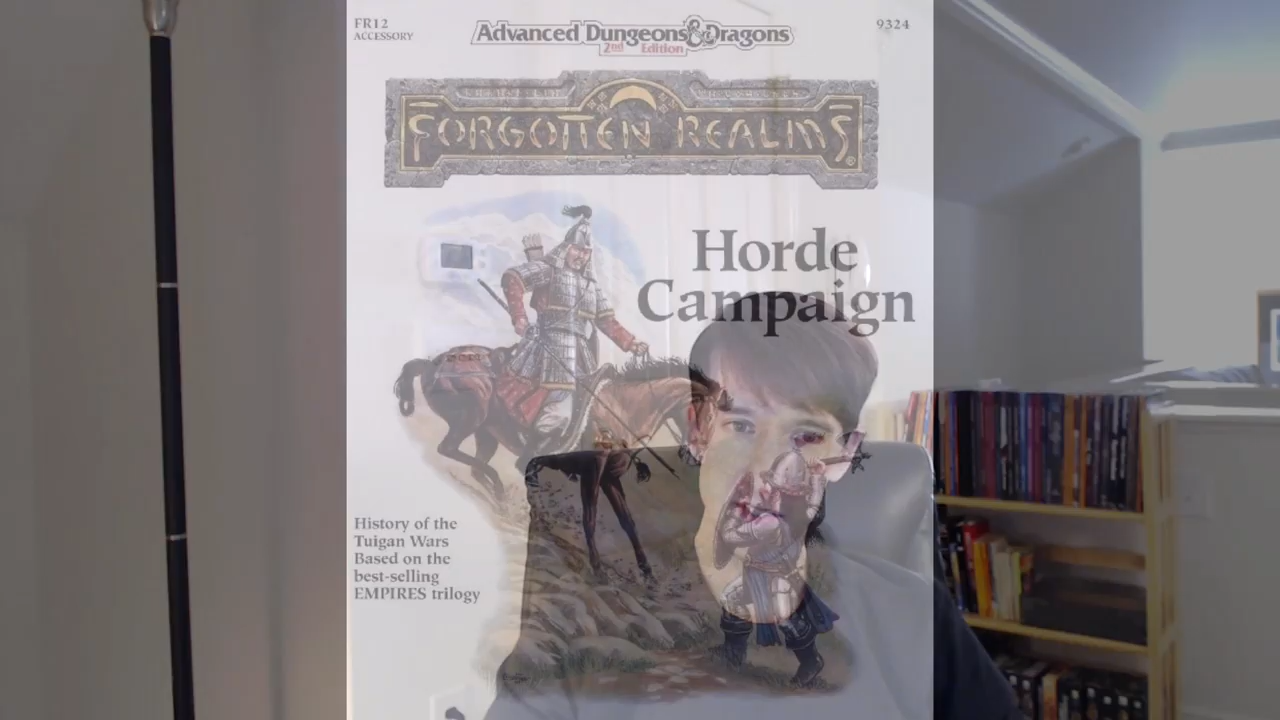 FR12
ACCESSORY
Advanced Dungeons & Dragons
2nd Edition
9324
FORGOTTEN REALMS
®
Horde
Campaign
History of the
Tuigan Wars
Based on the
best-selling
EMPIRES trilogy